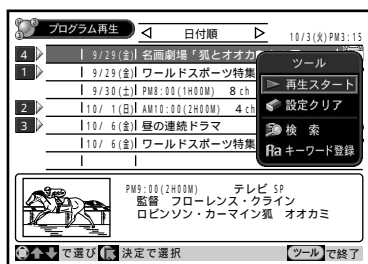 プログラム再生 ◁ 日付順 ▷ 10/3(火)PM3:15
4 9/29(金) 名画劇場「狐とオオカ
1 9/29(金) ワールドスポーツ特集
9/30(土) PM8:00(1H00M) 8ch
2 10/ 1(日) AM10:00(2H00M) 4ch
3 10/ 6(金) 昼の連続ドラマ
10/ 6(金) ワールドスポーツ特集
ツール
再生スタート
設定クリア
検 索
Aa キーワード登録
PM9:00(2H00M) テレビ SP
監督 フローレンス・クライン
ロビンソン・カーマイン狐 オオカミ
で選び 決定で選択 ツールで終了